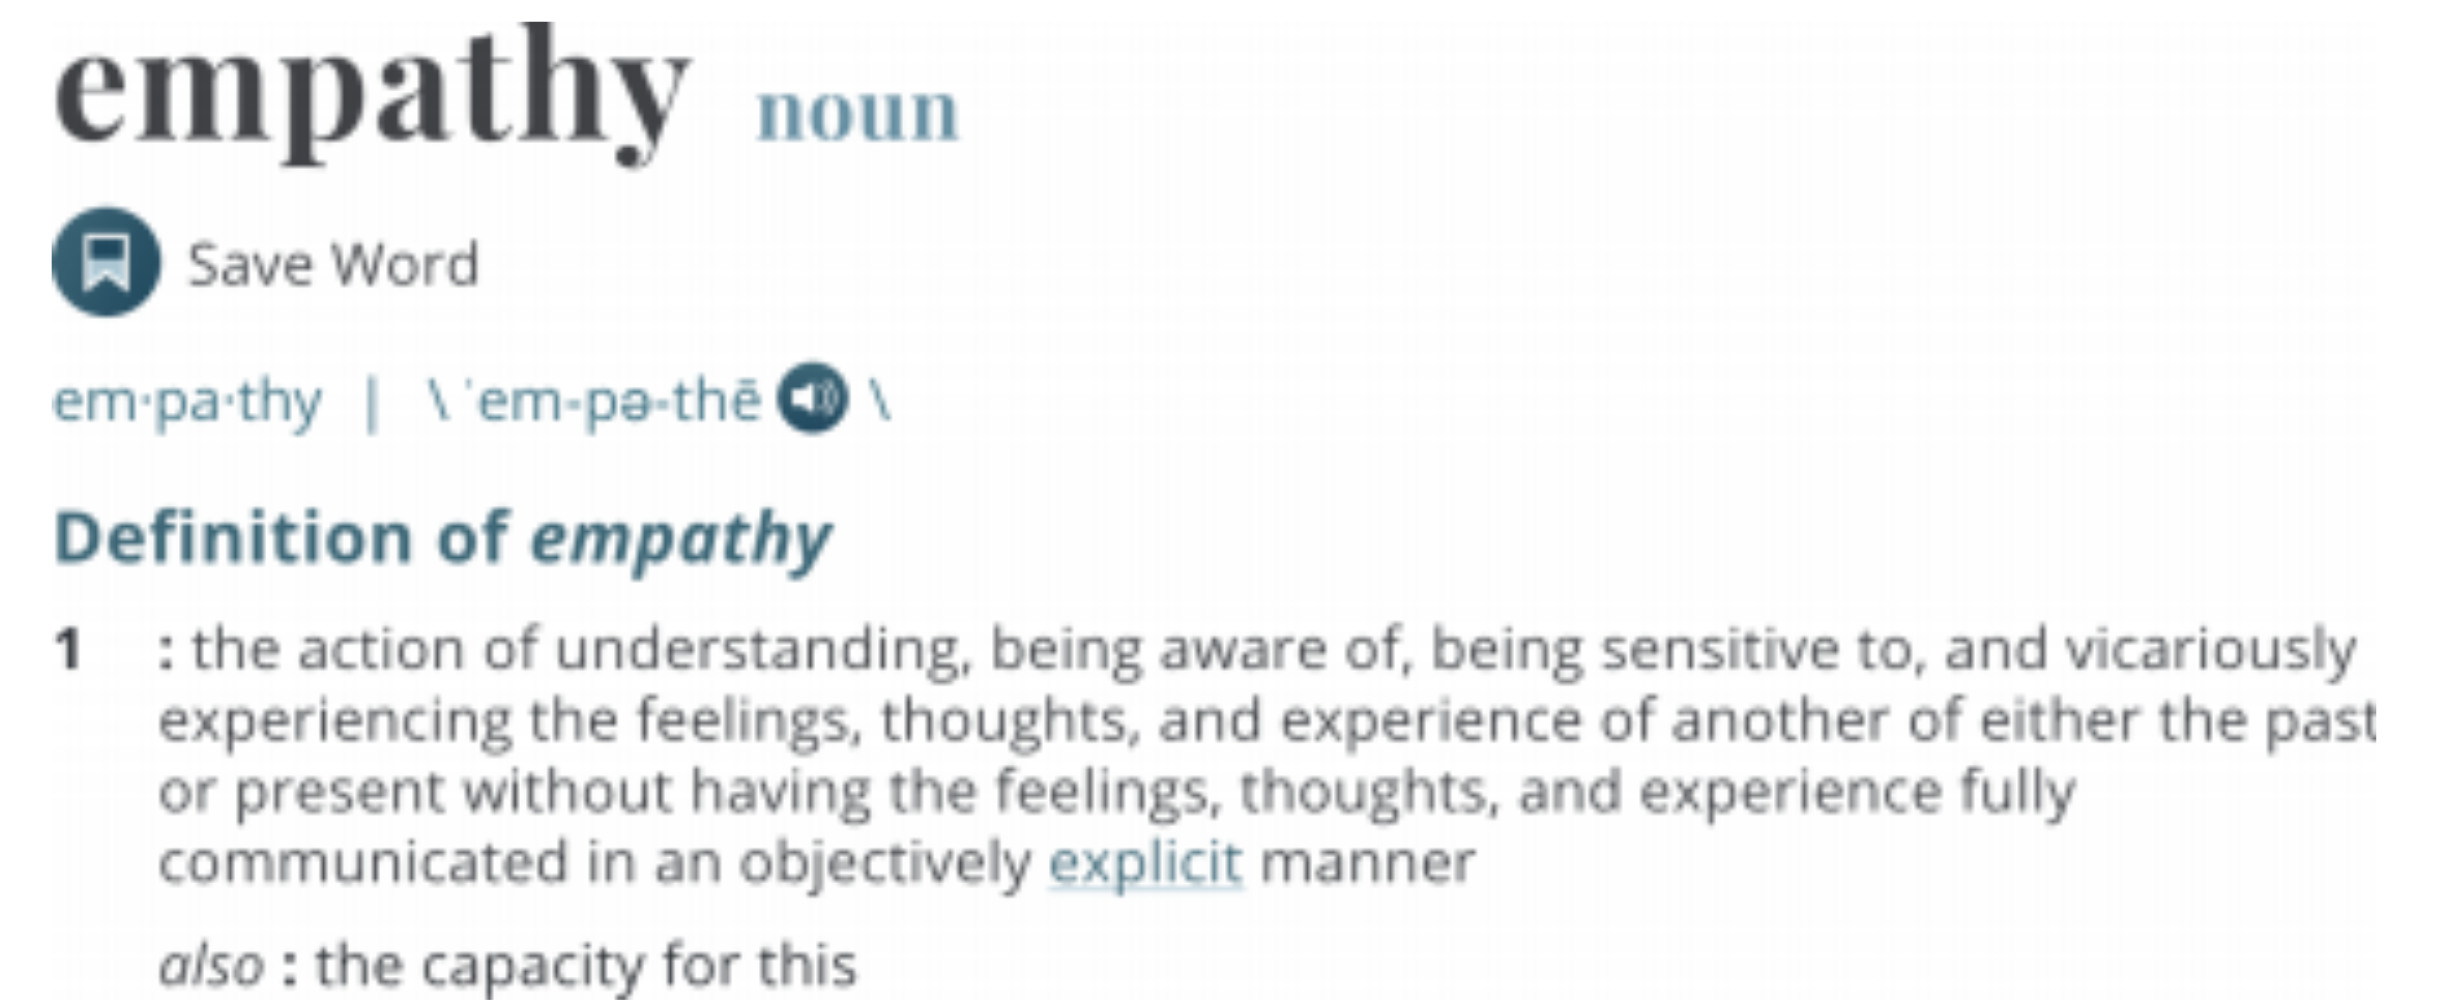 empathy noun
Save Word
em·pa·thy | \ ˈem-pə-thē \
Definition of empathy
1 : the action of understanding, being aware of, being sensitive to, and vicariously
experiencing the feelings, thoughts, and experience of another of either the past
or present without having the feelings, thoughts, and experience fully
communicated in an objectively explicit manner
also : the capacity for this